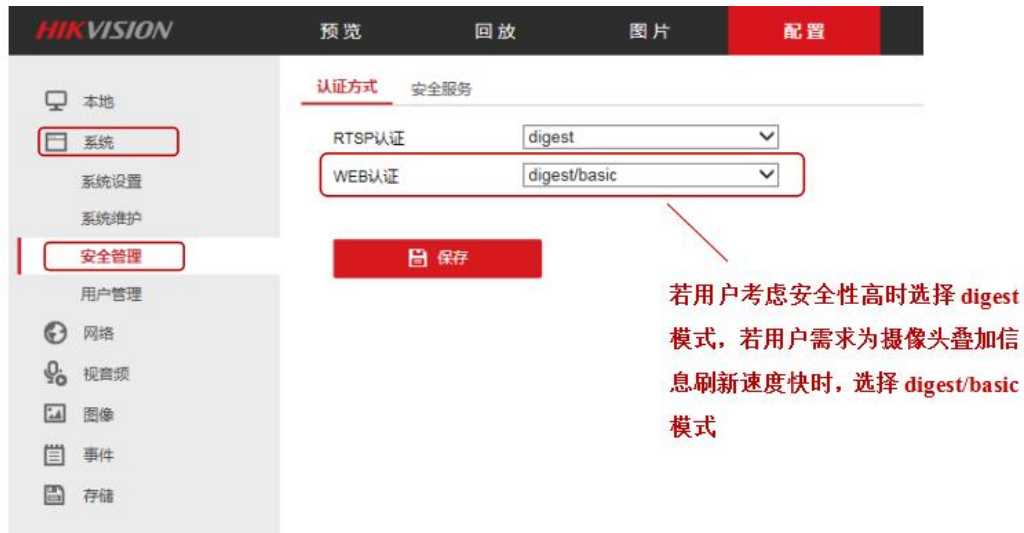 HIKVISION 预览 回放 图片 配置
本地
系统
系统设置
系统维护
安全管理
用户管理
网络
视音频
图像
事件
存储
认证方式 安全服务
RTSP认证 digest
WEB认证 digest/basic
保存
若用户考虑安全性高时选择 digest
模式，若用户需求为摄像头叠加信
息刷新速度快时，选择 digest/basic
模式